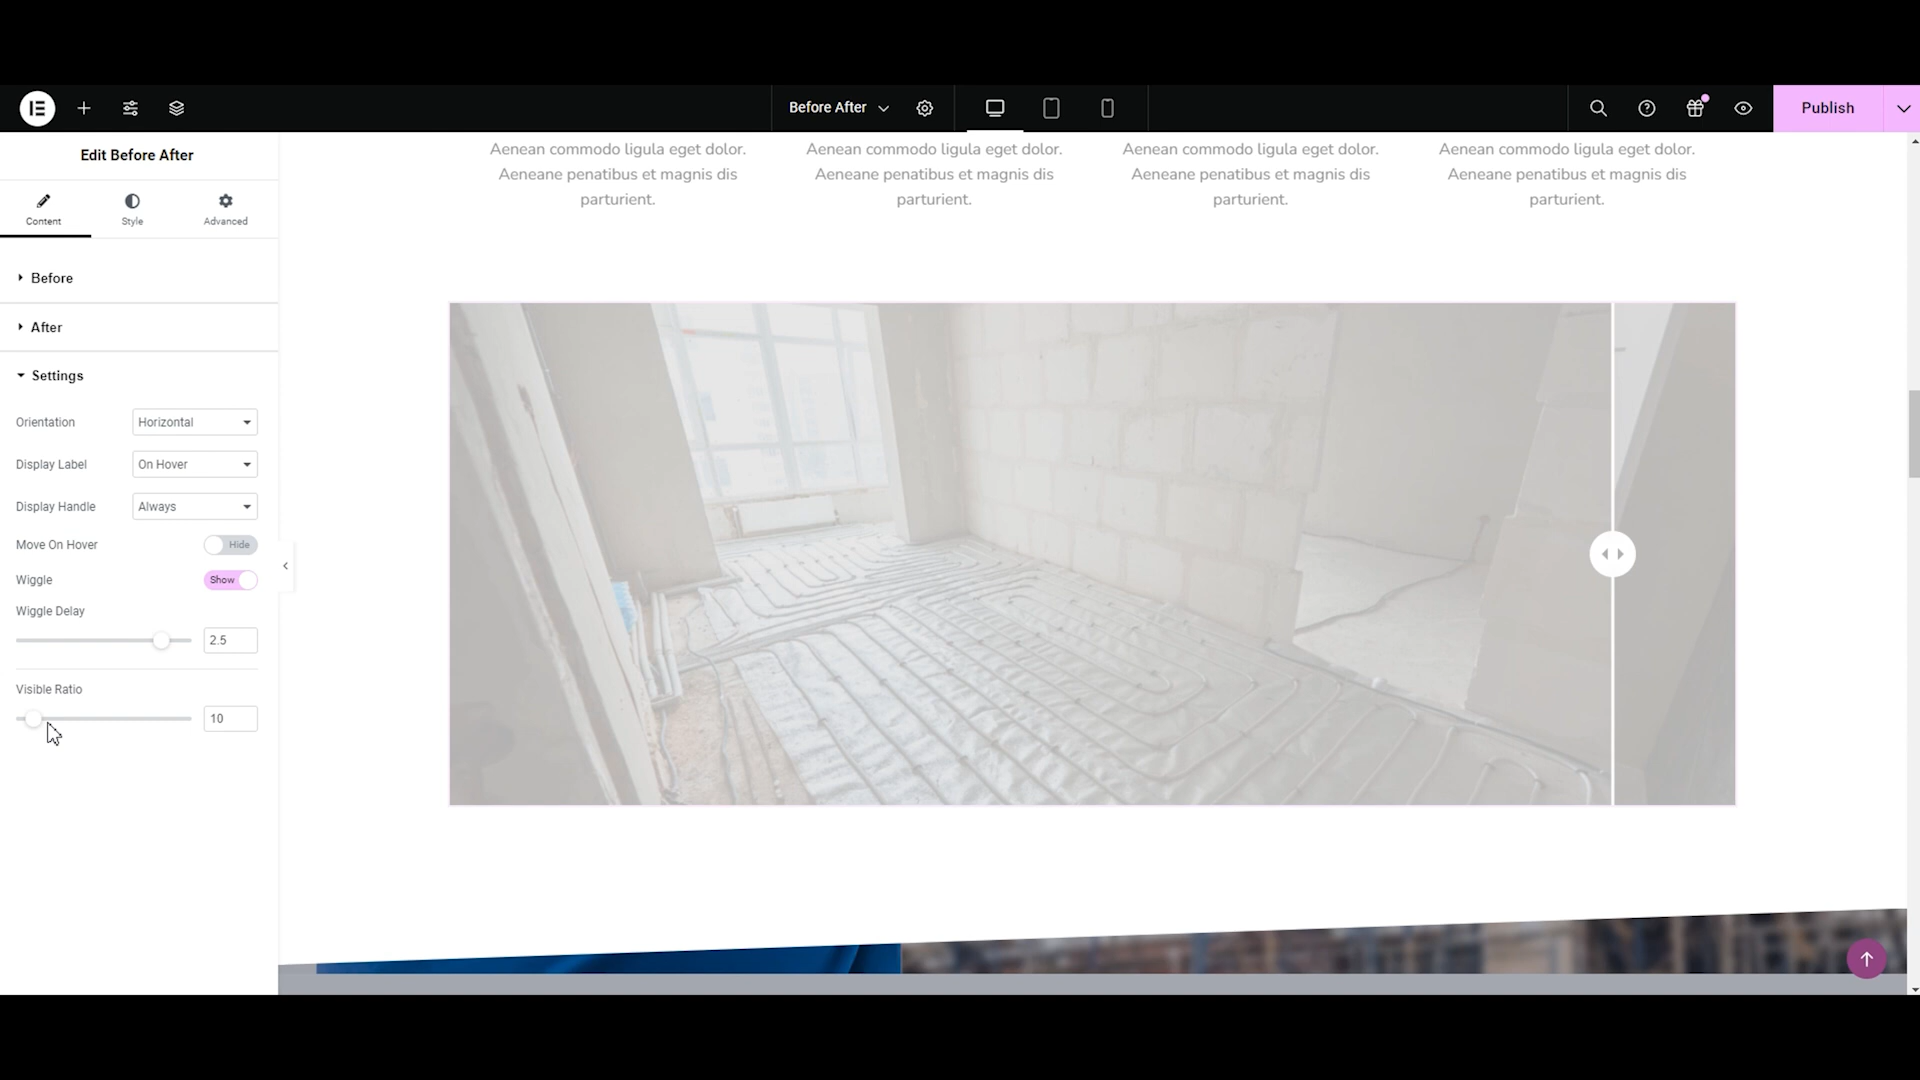 Before After
Publish
Edit Before After
Content
Style
Advanced
Before
After
Settings
Orientation
Horizontal
Display Label
On Hover
Display Handle
Always
Move On Hover
Hide
Wiggle
Show
Wiggle Delay
2.5
Visible Ratio
10
Aenean commodo ligula eget dolor.
Aeneane penatibus et magnis dis
parturient.
Aenean commodo ligula eget dolor.
Aeneane penatibus et magnis dis
parturient.
Aenean commodo ligula eget dolor.
Aeneane penatibus et magnis dis
parturient.
Aenean commodo ligula eget dolor.
Aeneane penatibus et magnis dis
parturient.